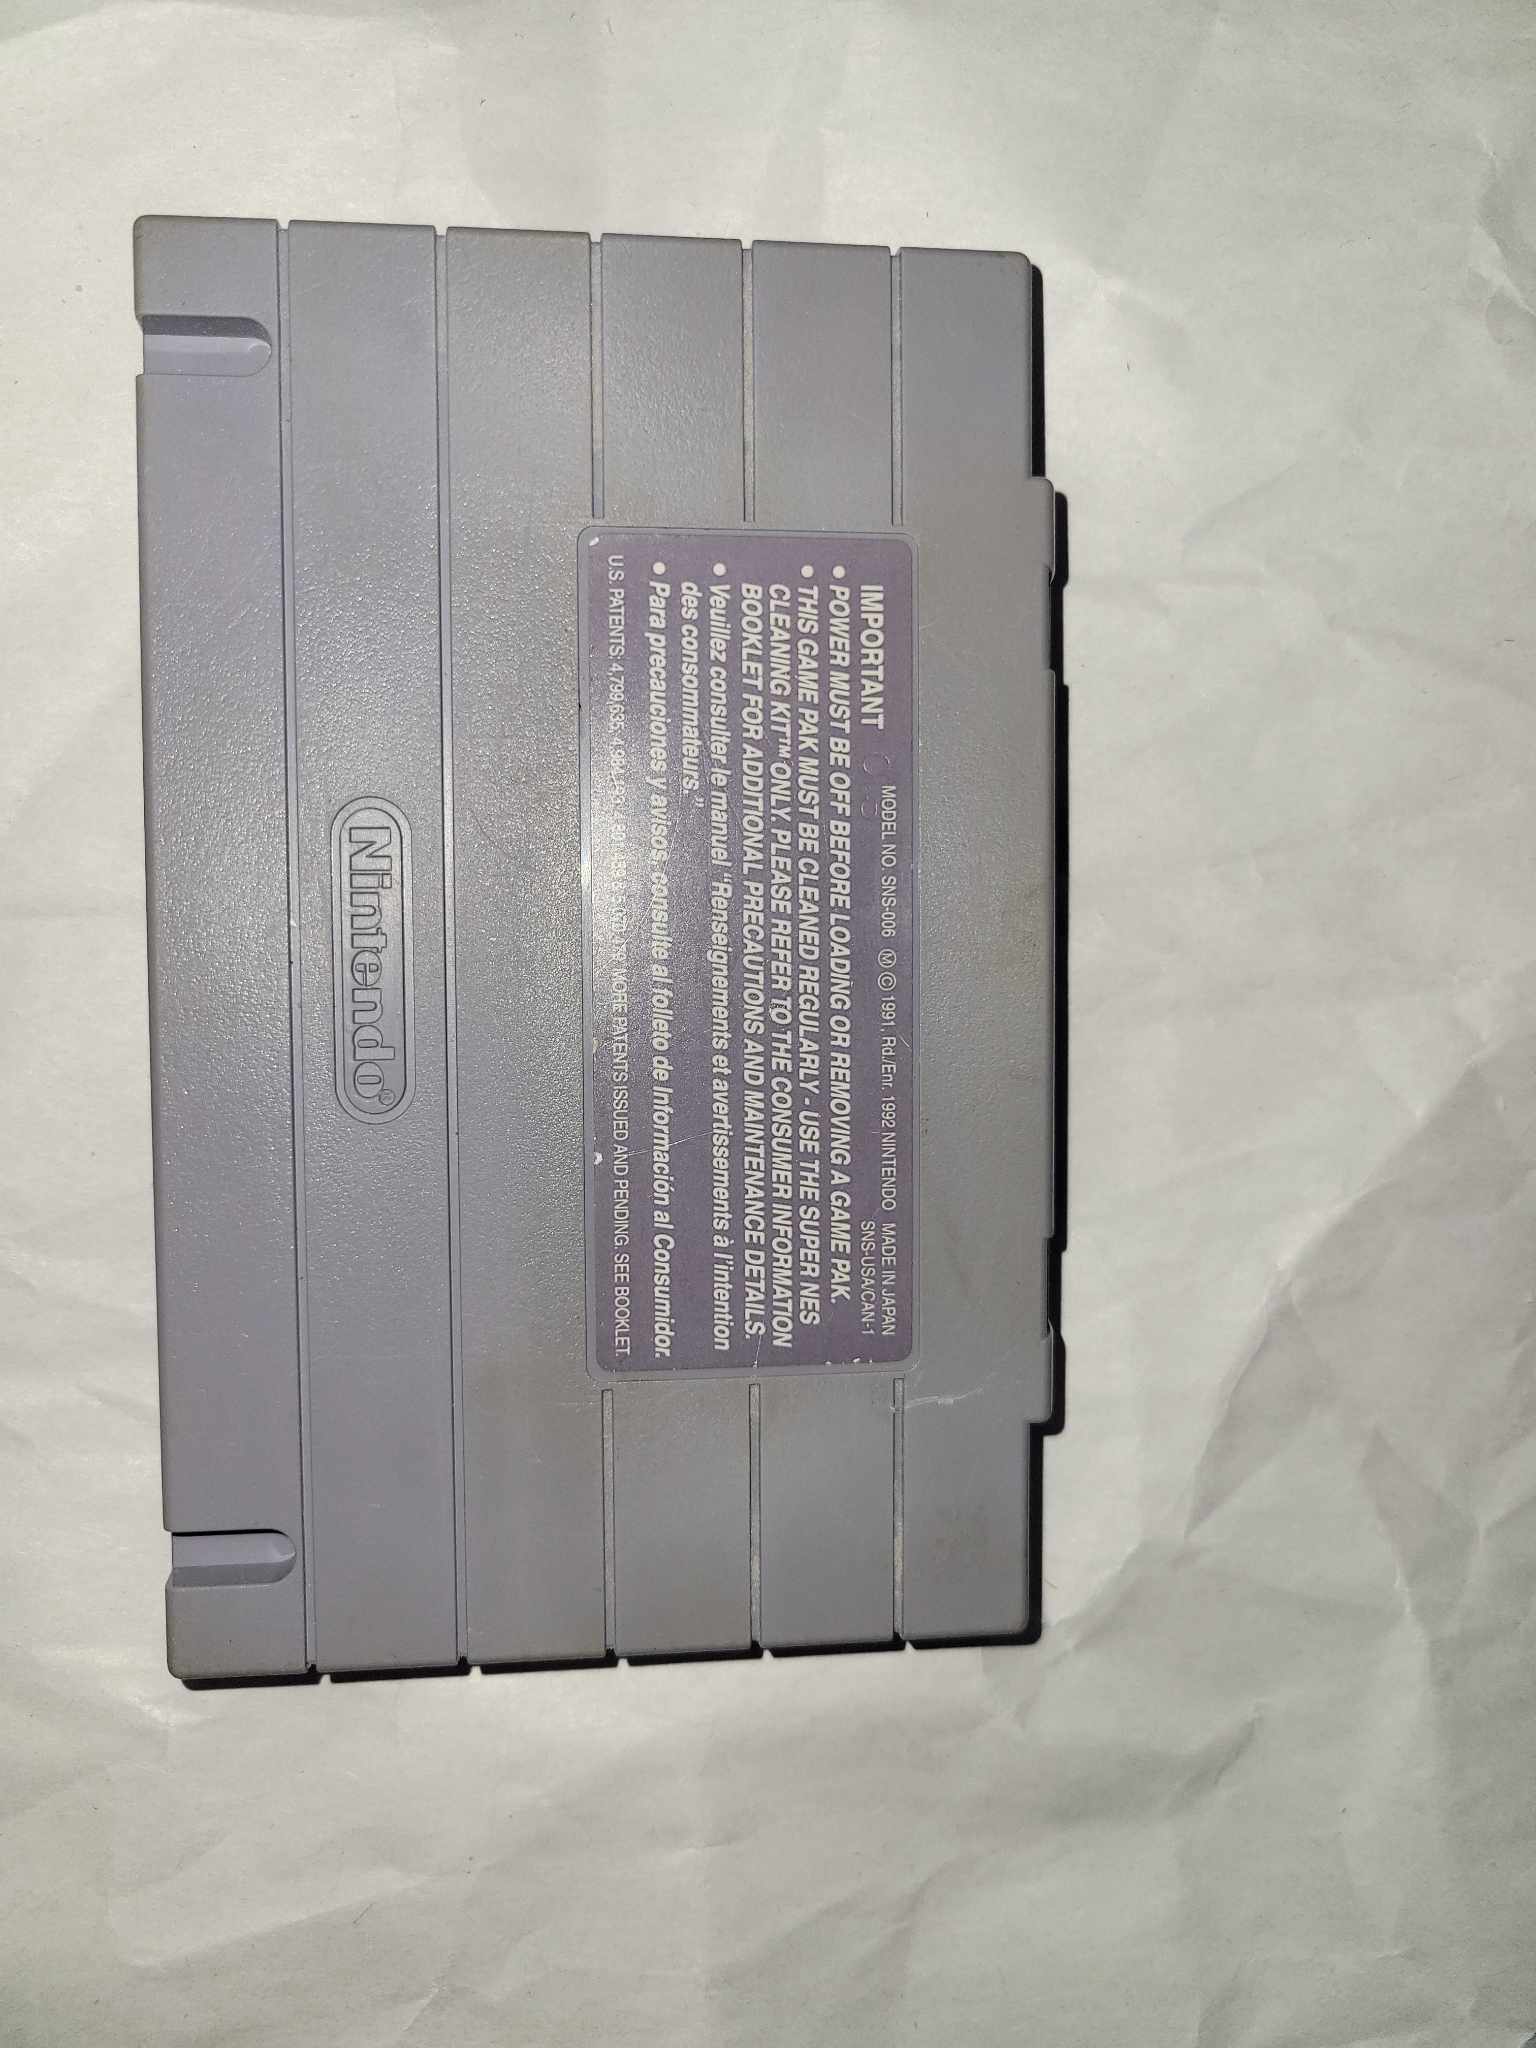 MODEL NO. SNS-006 Ⓜ©1991, Rd./Enr. 1992 NINTENDO MADE IN JAPAN
IMPORTANT SNS-USA/CAN-1
• POWER MUST BE OFF BEFORE LOADING OR REMOVING A GAME PAK.
• THIS GAME PAK MUST BE CLEANED REGULARLY - USE THE SUPER NES
CLEANING KIT™ ONLY. PLEASE REFER TO THE CONSUMER INFORMATION
BOOKLET FOR ADDITIONAL PRECAUTIONS AND MAINTENANCE DETAILS.
• Veuillez consulter le manuel "Renseignements et avertissements à l'intention
des consommateurs."
• Para precauciones y avisos, consulte al folleto de Información al Consumidor.
U.S. PATENTS: 4,799,635; MORE PATENTS ISSUED AND PENDING. SEE BOOKLET.
Nintendo®